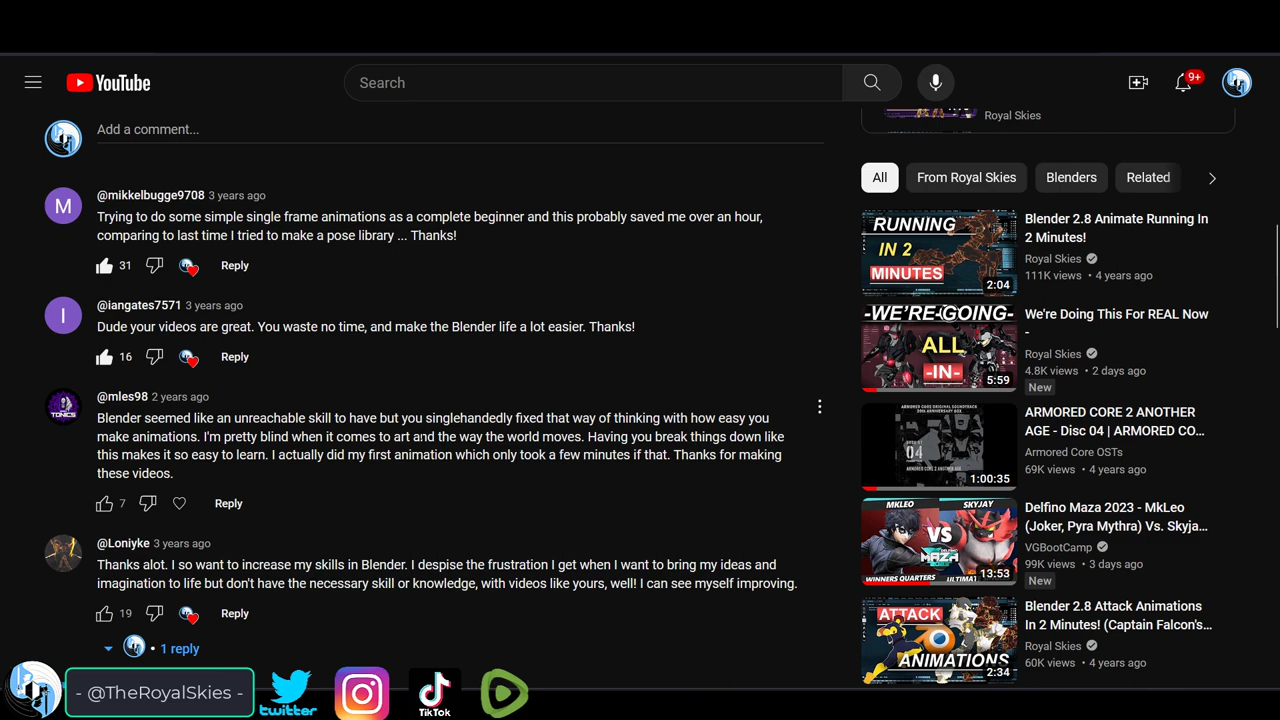 YouTube
Search
9+
Add a comment...
@mikkelbugge9708 3 years ago
Trying to do some simple single frame animations as a complete beginner and this probably saved me over an hour,
comparing to last time I tried to make a pose library ... Thanks!
31 Reply
@iangates7571 3 years ago
Dude your videos are great. You waste no time, and make the Blender life a lot easier. Thanks!
16 Reply
@mles98 2 years ago
Blender seemed like an unreachable skill to have but you singlehandedly fixed that way of thinking with how easy you
make animations. I'm pretty blind when it comes to art and the way the world moves. Having you break things down like
this makes it so easy to learn. I actually did my first animation which only took a few minutes if that. Thanks for making
these videos.
7 Reply
@Loniyke 3 years ago
Thanks alot. I so want to increase my skills in Blender. I despise the frustration I get when I want to bring my ideas and
imagination to life but don't have the necessary skill or knowledge, with videos like yours, well! I can see myself improving.
19 Reply
• 1 reply
Royal Skies
All From Royal Skies Blenders Related
RUNNING
IN 2
MINUTES
2:04
Blender 2.8 Animate Running In
2 Minutes!
Royal Skies
111K views • 4 years ago
-WE'RE GOING-
ALL
-IN-
5:59
We're Doing This For REAL Now
-
Royal Skies
4.8K views • 2 days ago
New
04
1:00:35
ARMORED CORE 2 ANOTHER
AGE - Disc 04 | ARMORED CO...
Armored Core OSTs
69K views • 4 years ago
MKLEO SKYJAY
VS
DELFINO
MAZA
WINNERS QUARTERS ULTIMAT
13:53
Delfino Maza 2023 - MkLeo
(Joker, Pyra Mythra) Vs. Skyja...
VGBootCamp
99K views • 3 days ago
New
ATTACK
ANIMATIONS
2:34
Blender 2.8 Attack Animations
In 2 Minutes! (Captain Falcon's...
Royal Skies
60K views • 4 years ago
- @TheRoyalSkies -
twitter
TikTok
M
I
TONICS